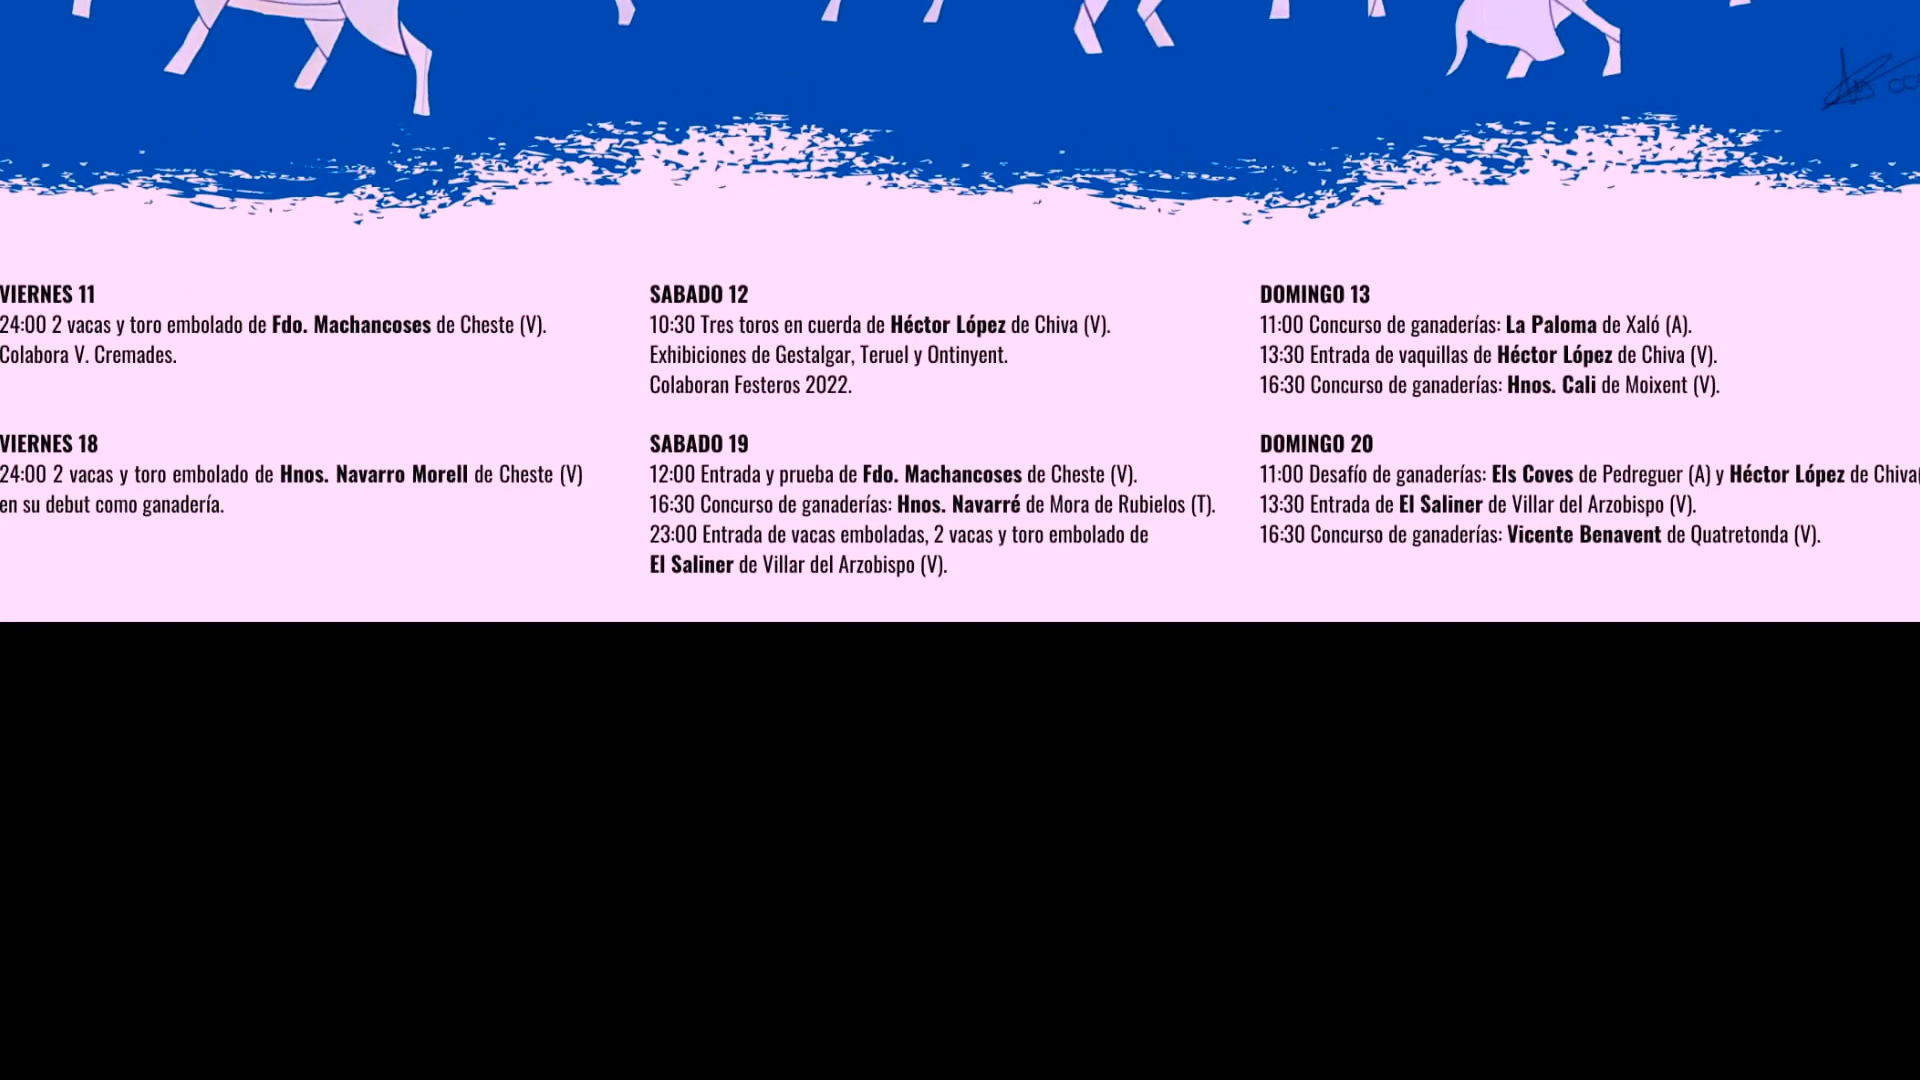 VIERNES 11
24:00 2 vacas y toro embolado de Fdo. Machancoses de Cheste (V).
Colabora V. Cremades.
SABADO 12
10:30 Tres toros en cuerda de Héctor López de Chiva (V).
Exhibiciones de Gestalgar, Teruel y Ontinyent.
Colaboran Festeros 2022.
DOMINGO 13
11:00 Concurso de ganaderías: La Paloma de Xaló (A).
13:30 Entrada de vaquillas de Héctor López de Chiva (V).
16:30 Concurso de ganaderías: Hnos. Cali de Moixent (V).
VIERNES 18
24:00 2 vacas y toro embolado de Hnos. Navarro Morell de Cheste (V)
en su debut como ganadería.
SABADO 19
12:00 Entrada y prueba de Fdo. Machancoses de Cheste (V).
16:30 Concurso de ganaderías: Hnos. Navarré de Mora de Rubielos (T).
23:00 Entrada de vacas emboladas, 2 vacas y toro embolado de
El Saliner de Villar del Arzobispo (V).
DOMINGO 20
11:00 Desafío de ganaderías: Els Coves de Pedreguer (A) y Héctor López de Chiva(
13:30 Entrada de El Saliner de Villar del Arzobispo (V).
16:30 Concurso de ganaderías: Vicente Benavent de Quatretonda (V).